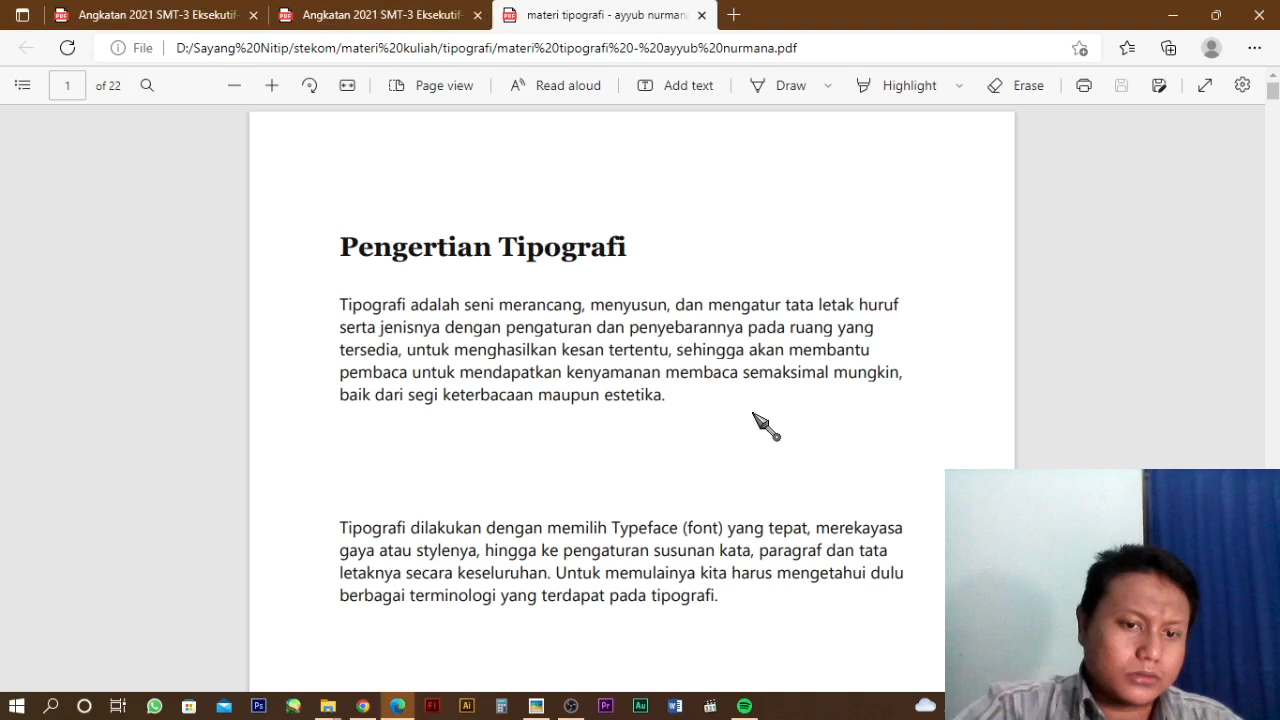 Angkatan 2021 SMT-3 Eksekutif-
Angkatan 2021 SMT-3 Eksekutif-
materi tipografi - ayyub nurmana
File D:/Sayang%20Nitip/stekom/materi%20kuliah/tipografi/materi%20tipografi%20-%20ayyub%20nurmana.pdf
1 of 22 Page view Read aloud Add text Draw Highlight Erase
Pengertian Tipografi
Tipografi adalah seni merancang, menyusun, dan mengatur tata letak huruf
serta jenisnya dengan pengaturan dan penyebarannya pada ruang yang
tersedia, untuk menghasilkan kesan tertentu, sehingga akan membantu
pembaca untuk mendapatkan kenyamanan membaca semaksimal mungkin,
baik dari segi keterbacaan maupun estetika.
Tipografi dilakukan dengan memilih Typeface (font) yang tepat, merekayasa
gaya atau stylenya, hingga ke pengaturan susunan kata, paragraf dan tata
letaknya secara keseluruhan. Untuk memulainya kita harus mengetahui dulu
berbagai terminologi yang terdapat pada tipografi.
Ps Fl Ai Pr Au W